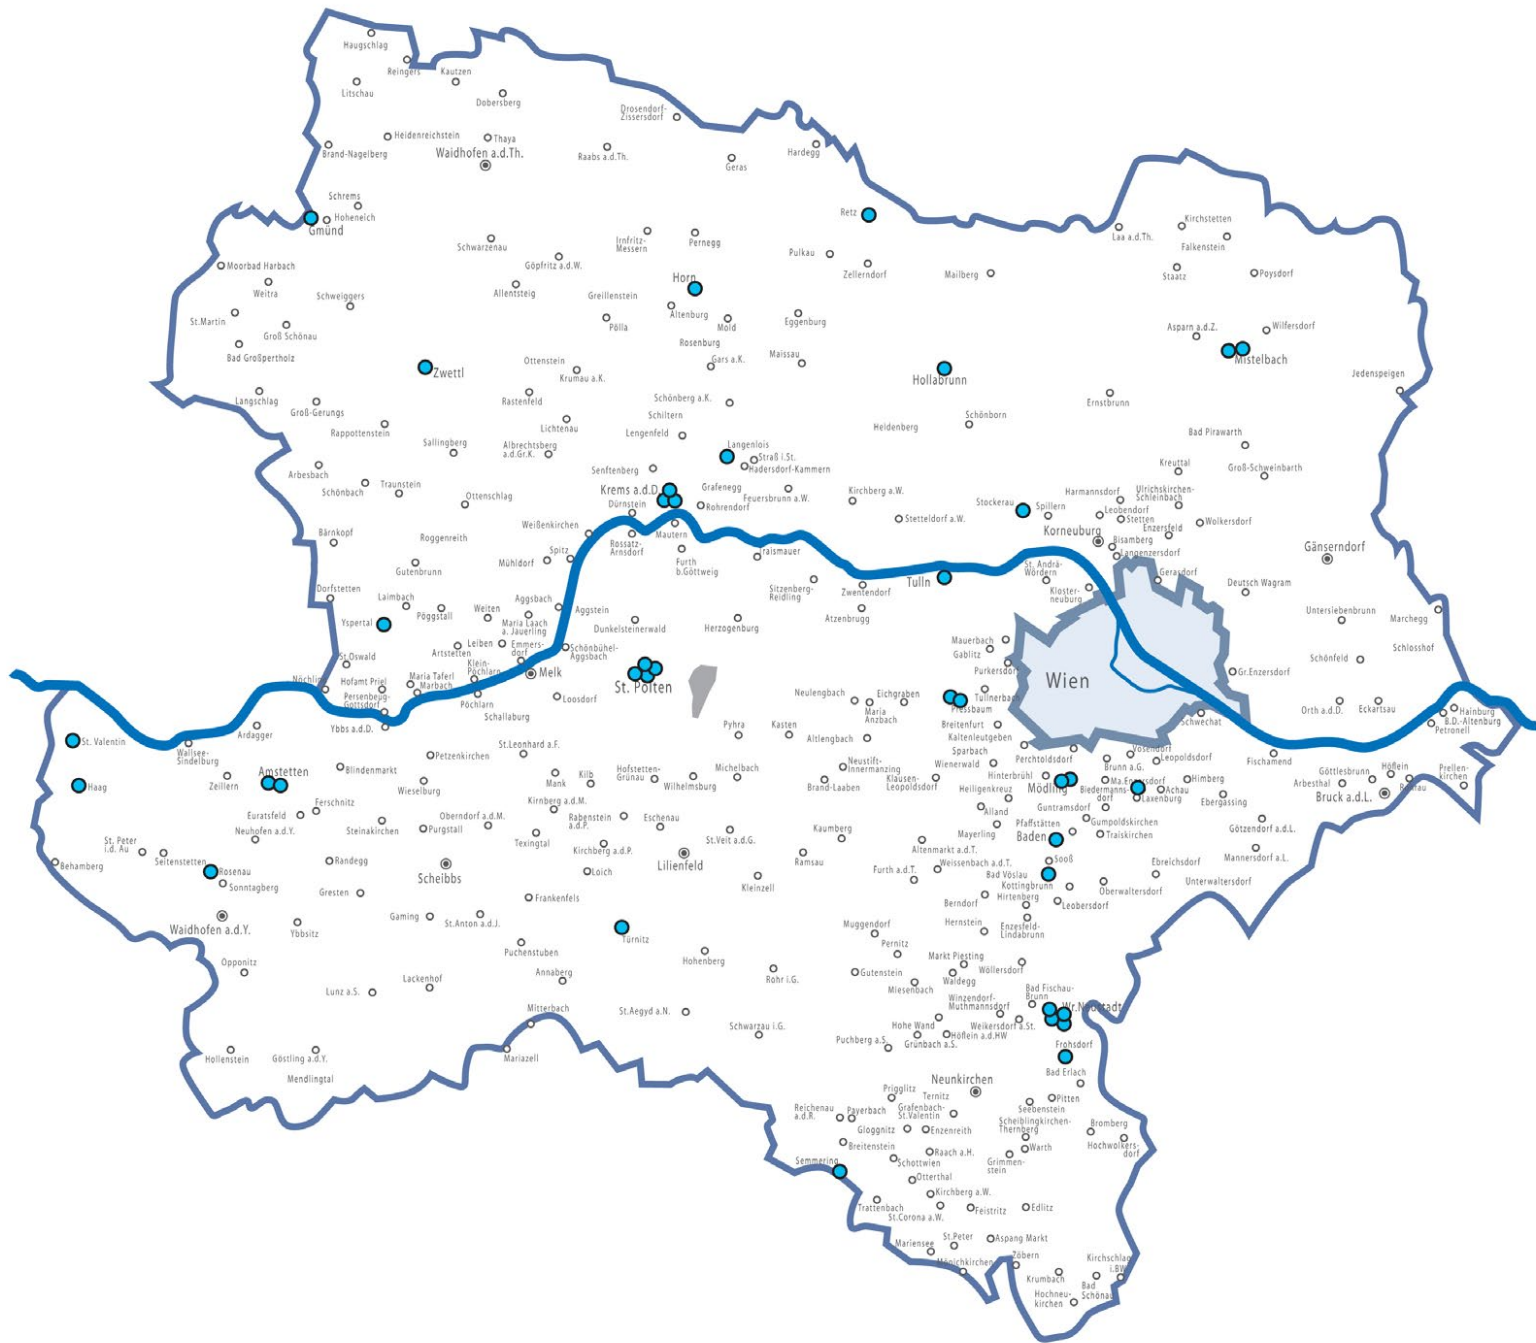 Haugschlag
Reingers
Kautzen
Litschau
Dobersberg
Drosendorf-
Zissersdorf
Heidenreichstein
Thaya
Brand-Nagelberg
Waidhofen a.d.Th.
Raabs a.d.Th.
Geras
Hardegg
Schrems
Hoheneich
Gmünd
Retz
Kirchstetten
Laa a.d.Th.
Falkenstein
Schwarzenau
Irnfritz-
Messern
Pernegg
Pulkau
Moorbad Harbach
Göpfritz a.d.W.
Zellerndorf
Mailberg
Staatz
Poysdorf
Weitra
Schweiggers
Allentsteig
Greillenstein
Horn
St.Martin
Groß Schönau
Pölla
Altenburg
Mold
Eggenburg
Asparn a.d.Z.
Wilfersdorf
Bad Großpertholz
Rosenburg
Maissau
Mistelbach
Ottenstein
Krumau a.K.
Gars a.K.
Zwettl
Hollabrunn
Jedenspeigen
Langschlag
Groß-Gerungs
Rastenfeld
Schönberg a.K.
Ernstbrunn
Rappottenstein
Lichtenau
Schiltern
Lengenfeld
Heldenberg
Schönborn
Sallingberg
Albrechtsberg
a.d.Gr.K.
Langenlois
Straß i.St.
Hadersdorf-Kammern
Bad Pirawarth
Arbesbach
Senftenberg
Kreuttal
Groß-Schweinbarth
Schönbach
Traunstein
Ottenschlag
Krems a.d.D.
Grafenegg
Feuersbrunn a.W.
Kirchberg a.W.
Stockerau
Spillern
Harmannsdorf
Ulrichskirchen-
Schleinbach
Dürnstein
Rohrendorf
Stetteldorf a.W.
Leobendorf
Stetten
Wolkersdorf
Bärnkopf
Roggenreith
Weißenkirchen
Rossatz-
Arnsdorf
Mautern
Korneuburg
Bisamberg
Enzersfeld
Langenzersdorf
Gänserndorf
Gutenbrunn
Mühldorf
Spitz
Furth
b.Göttweig
Traismauer
St. Andrä-
Wördern
Gerasdorf
Dorfstetten
Laimbach
Pöggstall
Weiten
Aggsbach
Aggstein
Sitzenberg-
Reidling
Zwentendorf
Tulln
Kloster-
neuburg
Deutsch Wagram
Yspertal
Maria Laach
a. Jauerling
Dunkelsteinerwald
Herzogenburg
Atzenbrugg
Untersiebenbrunn
Marchegg
St.Oswald
Artstetten
Leiben
Emmers-
dorf
Schönbühel-
Aggsbach
Mauerbach
Gablitz
Schlosshof
Nöchling
Hofamt Priel
Maria Taferl
Marbach
Klein-
Pöchlarn
Melk
St. Pölten
Purkersdorf
Wien
Gr.Enzersdorf
Schönfeld
Persenbeug-
Gottsdorf
Pöchlarn
Loosdorf
Neulengbach
Eichgraben
Maria
Anzbach
Pressbaum
Tullnerbach
Orth a.d.D.
Eckartsau
Hainburg
B.D.-Altenburg
Petronell
Ybbs a.d.D.
Schallaburg
Pyhra
Kasten
Altlengbach
Breitenfurt
Kaltenleutgeben
Schwechat
St. Valentin
Wallsee-
Sindelburg
Ardagger
Petzenkirchen
St.Leonhard a.F.
Sparbach
Wienerwald
Perchtoldsdorf
Vösendorf
Brunn a.G.
Leopoldsdorf
Fischamend
Haag
Zeillern
Amstetten
Blindenmarkt
Wieselburg
Mank
Kilb
Hofstetten-
Grünau
Wilhelmsburg
Michelbach
Neustift-
Innermanzing
Brand-Laaben
Klausen-
Leopoldsdorf
Hinterbrühl
Mödling
Ma.Enzersdorf
Biedermanns-
dorf
Achau
Laxenburg
Himberg
Ebergassing
Arbesthal
Göttlesbrunn
Höflein
Rohrau
Prellen-
kirchen
Bruck a.d.L.
Euratsfeld
Ferschnitz
Kirnberg a.d.M.
Heiligenkreuz
Guntramsdorf
Neuhofen a.d.Y.
Steinakirchen
Oberndorf a.d.M.
Purgstall
Rabenstein
a.d.P.
Eschenau
Alland
Pfaffstätten
Gumpoldskirchen
Traiskirchen
Götzendorf a.d.L.
St. Peter
i.d. Au
Seitenstetten
Texingtal
Kirchberg a.d.P.
St.Veit a.d.G.
Kaumberg
Mayerling
Baden
Mannersdorf a.L.
Behamberg
Rosenau
Sonntagberg
Randegg
Scheibbs
Loich
Lilienfeld
Ramsau
Altenmarkt a.d.T.
Weissenbach a.d.T.
Furth a.d.T.
Sooß
Bad Vöslau
Kottingbrunn
Ebreichsdorf
Unterwaltersdorf
Oberwaltersdorf
Gresten
Frankenfels
Kleinzell
Berndorf
Hirtenberg
Leobersdorf
Waidhofen a.d.Y.
Ybbsitz
Gaming
St.Anton a.d.J.
Türnitz
Muggendorf
Hernstein
Enzesfeld-
Lindabrunn
Opponitz
Puchenstuben
Hohenberg
Pernitz
Markt Piesting
Wöllersdorf
Lunz a.S.
Lackenhof
Annaberg
Rohr i.G.
Gutenstein
Miesenbach
Waldegg
Bad Fischau-
Brunn
Mitterbach
St.Aegyd a.N.
Schwarzau i.G.
Winzendorf-
Muthmannsdorf
Wr.Neustadt
Hohe Wand
Weikersdorf a.St.
Höflein a.d.HW
Hollenstein
Göstling a.d.Y.
Mendlingtal
Mariazell
Puchberg a.S.
Grünbach a.S.
Frohsdorf
Bad Erlach
Neunkirchen
Prigglitz
Ternitz
Pitten
Seebenstein
Reichenau
a.d.R.
Payerbach
Grafenbach-
St.Valentin
Gloggnitz
Enzenreith
Scheiblingkirchen-
Thernberg
Bromberg
Hochwolkers-
dorf
Breitenstein
Semmering
Schottwien
Raach a.H.
Grimmen-
stein
Warth
Otterthal
Trattenbach
Kirchberg a.W.
St.Corona a.W.
Feistritz
Edlitz
Mariensee
St.Peter
Aspang Markt
Mönichkirchen
Zöbern
Krumbach
Kirchschlag
i.BW
Bad
Schönau
Hochneu-
kirchen